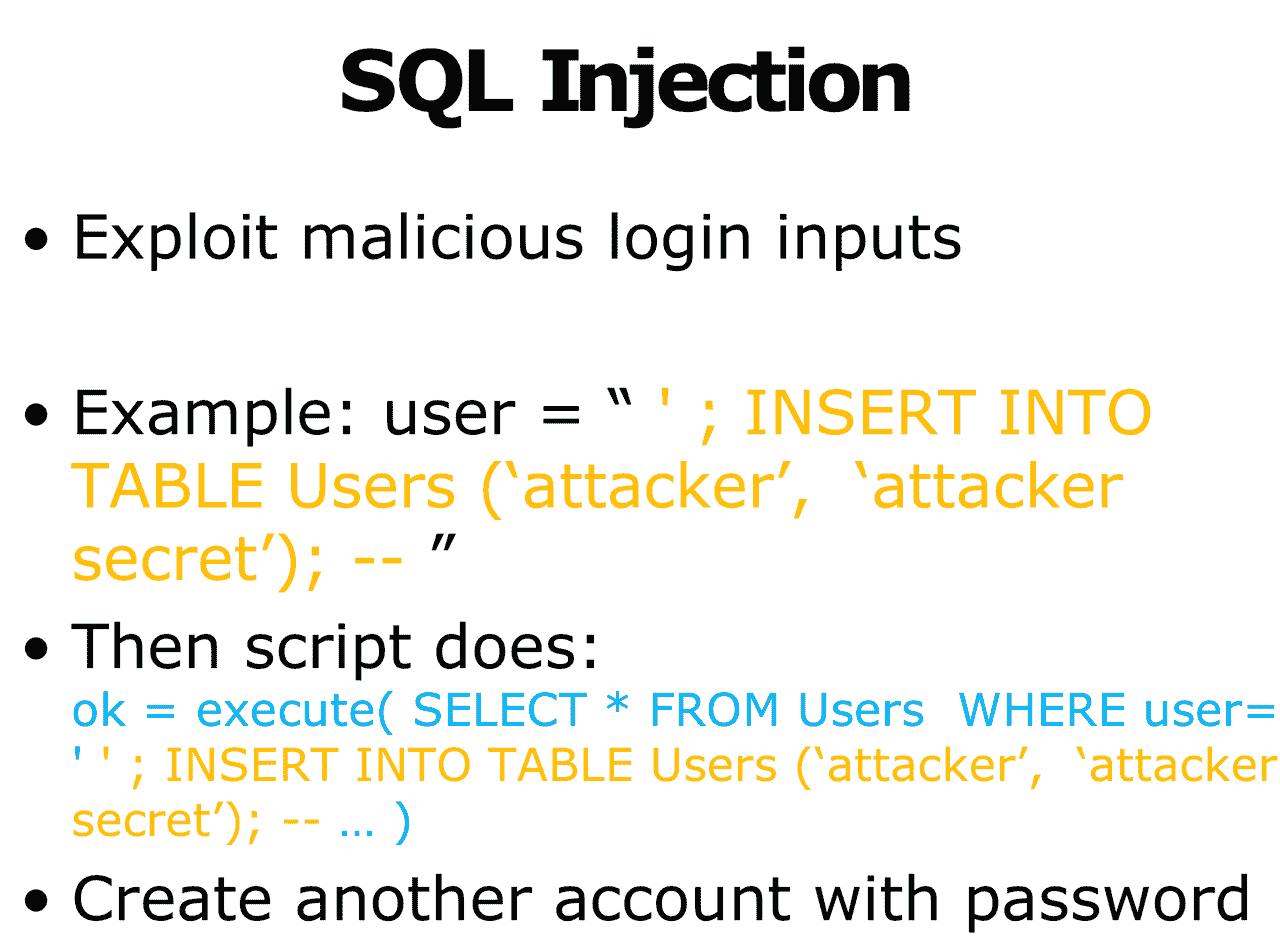 SQL Injection
• Exploit malicious login inputs
• Example: user = “ ' ; INSERT INTO
TABLE Users (‘attacker’, ‘attacker
secret’); -- ”
• Then script does:
ok = execute( SELECT * FROM Users WHERE user=
' ' ; INSERT INTO TABLE Users (‘attacker’, ‘attacker
secret’); -- … )
• Create another account with password